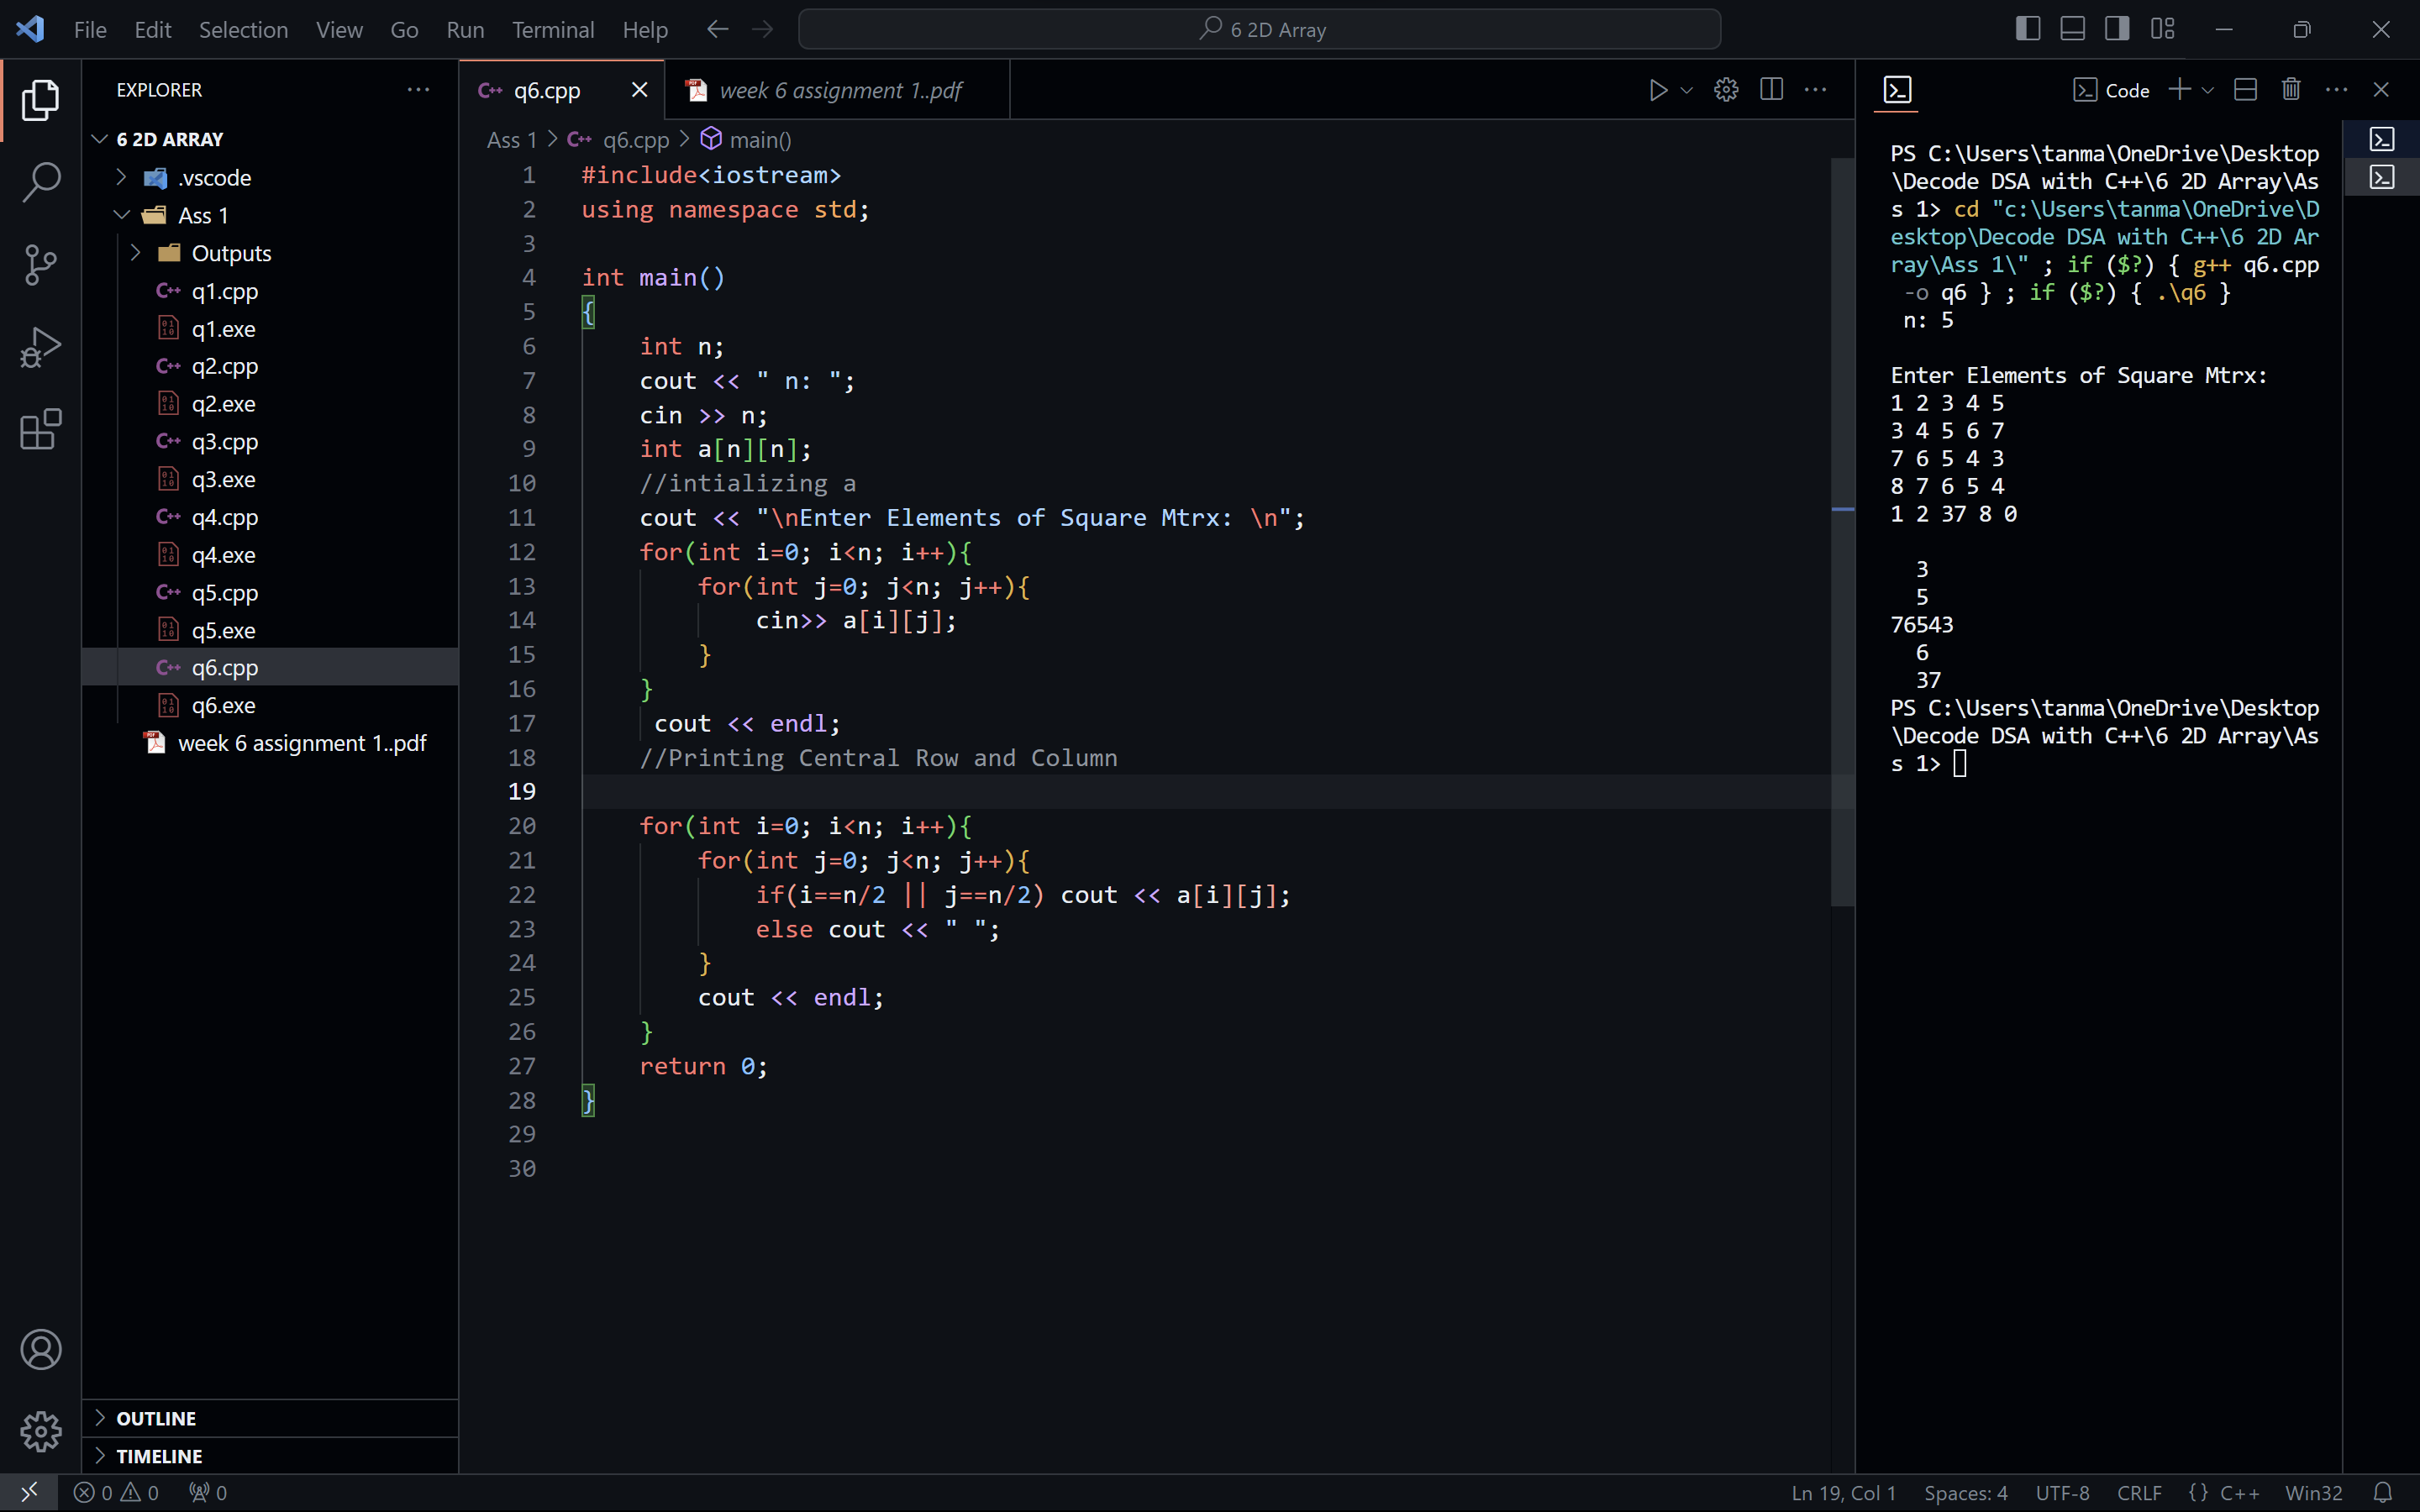 File Edit Selection View Go Run Terminal Help 6 2D Array
EXPLORER
6 2D ARRAY
.vscode
Ass 1
Outputs
q1.cpp
q1.exe
q2.cpp
q2.exe
q3.cpp
q3.exe
q4.cpp
q4.exe
q5.cpp
q5.exe
q6.cpp
q6.exe
week 6 assignment 1..pdf
OUTLINE
TIMELINE
q6.cpp week 6 assignment 1..pdf
Ass 1 > q6.cpp > main()
1 #include<iostream>
2 using namespace std;
3
4 int main()
5 {
6     int n;
7     cout << " n: ";
8     cin >> n;
9     int a[n][n];
10     //intializing a
11     cout << "\nEnter Elements of Square Mtrx: \n";
12     for(int i=0; i<n; i++){
13         for(int j=0; j<n; j++){
14             cin>> a[i][j];
15         }
16     }
17      cout << endl;
18     //Printing Central Row and Column
19
20     for(int i=0; i<n; i++){
21         for(int j=0; j<n; j++){
22             if(i==n/2 || j==n/2) cout << a[i][j];
23             else cout << " ";
24         }
25         cout << endl;
26     }
27     return 0;
28 }
29
30
Code
PS C:\Users\tanma\OneDrive\Desktop
\Decode DSA with C++\6 2D Array\As
s 1> cd "c:\Users\tanma\OneDrive\D
esktop\Decode DSA with C++\6 2D Ar
ray\Ass 1\" ; if ($?) { g++ q6.cpp
 -o q6 } ; if ($?) { .\q6 }
 n: 5
Enter Elements of Square Mtrx:
1 2 3 4 5
3 4 5 6 7
7 6 5 4 3
8 7 6 5 4
1 2 37 8 0
  3
  5
76543
  6
  37
PS C:\Users\tanma\OneDrive\Desktop
\Decode DSA with C++\6 2D Array\As
s 1>
0 0 0 Ln 19, Col 1 Spaces: 4 UTF-8 CRLF {} C++ Win32